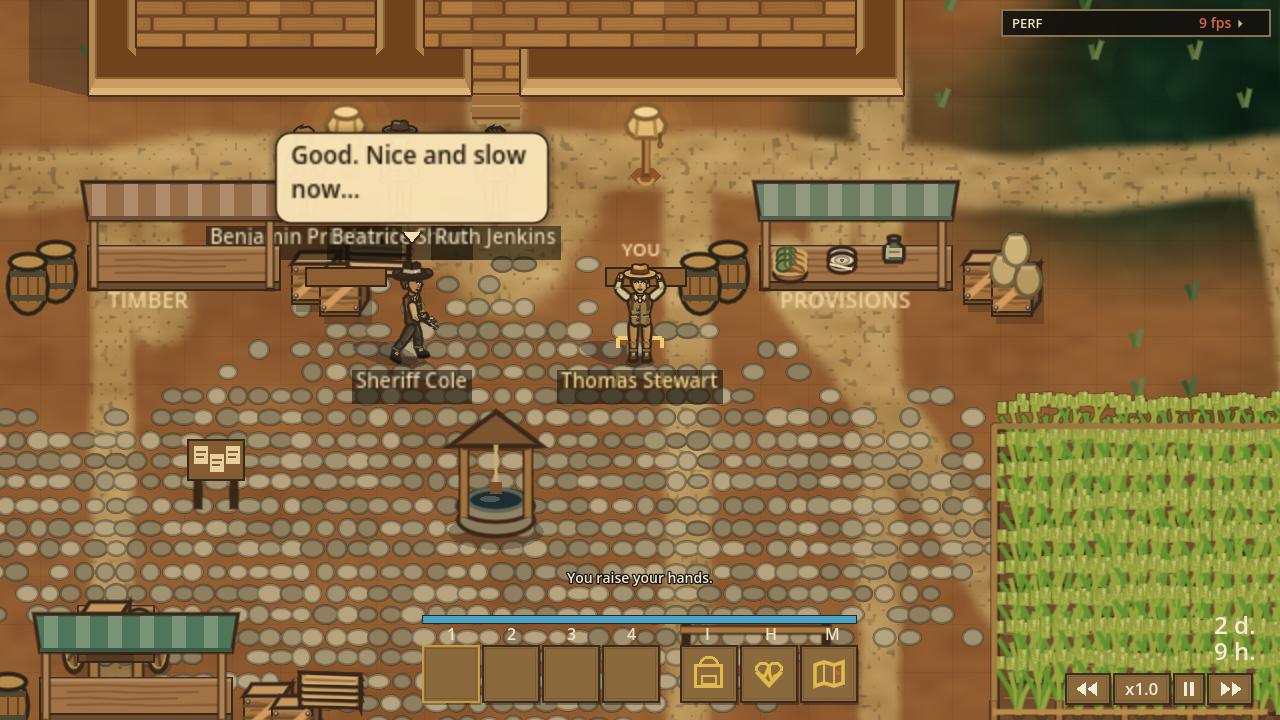 PERF 9 fps
Good. Nice and slow
now...
Ruth Jenkins
YOU
TIMBER
PROVISIONS
Sheriff Cole
Thomas Stewart
You raise your hands.
1 2 3 4 I H M
2 d.
9 h.
x1.0